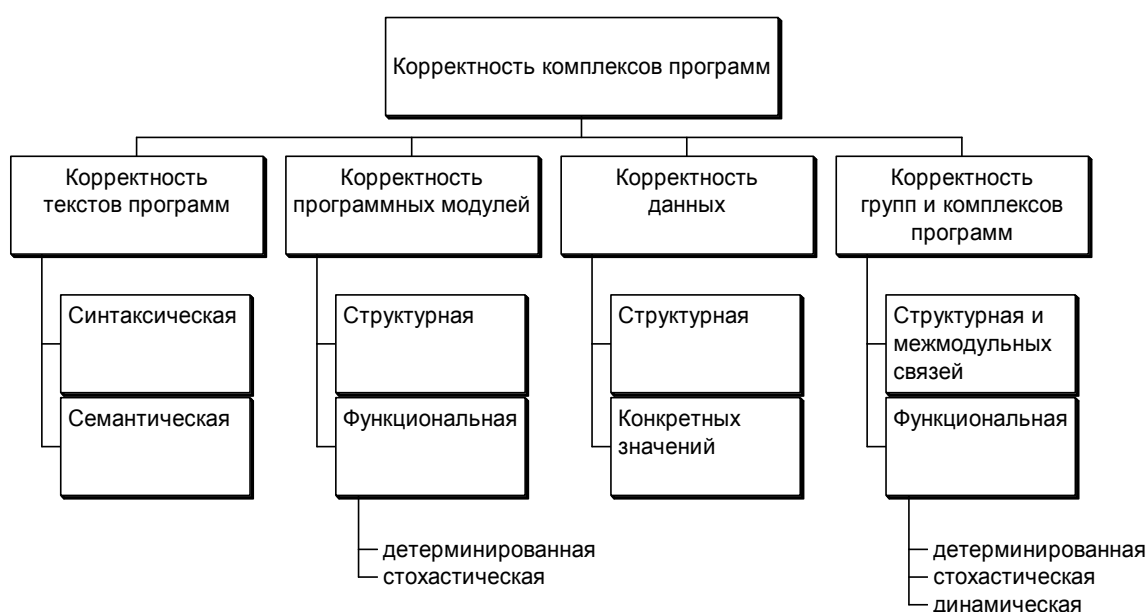 Корректность комплексов программ
Корректность
текстов программ
Корректность
программных модулей
Корректность
данных
Корректность
групп и комплексов
программ
Синтаксическая
Структурная
Структурная
Структурная и
межмодульных
связей
Семантическая
Функциональная
Конкретных
значений
Функциональная
детерминированная
стохастическая
детерминированная
стохастическая
динамическая